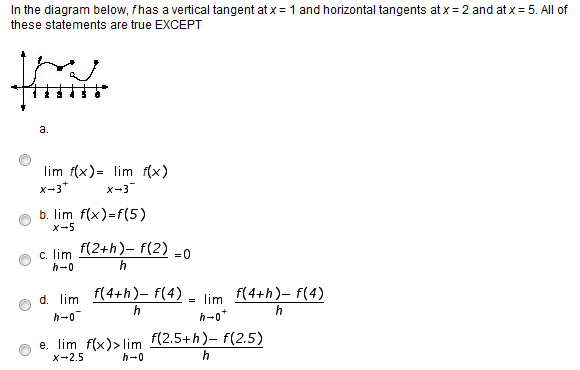 In the diagram below, f has a vertical tangent at x = 1 and horizontal tangents at x = 2 and at x = 5. All of
these statements are true EXCEPT
1 2 3 4 5 6
a.
lim f(x)= lim f(x)
x→3⁺ x→3⁻
b. lim f(x)=f(5)
x→5
c. lim f(2+h)– f(2) =0
h→0 h
d. lim f(4+h)– f(4) = lim f(4+h)– f(4)
h→0⁻ h h→0⁺ h
e. lim f(x)>lim f(2.5+h)– f(2.5)
x→2.5 h→0 h